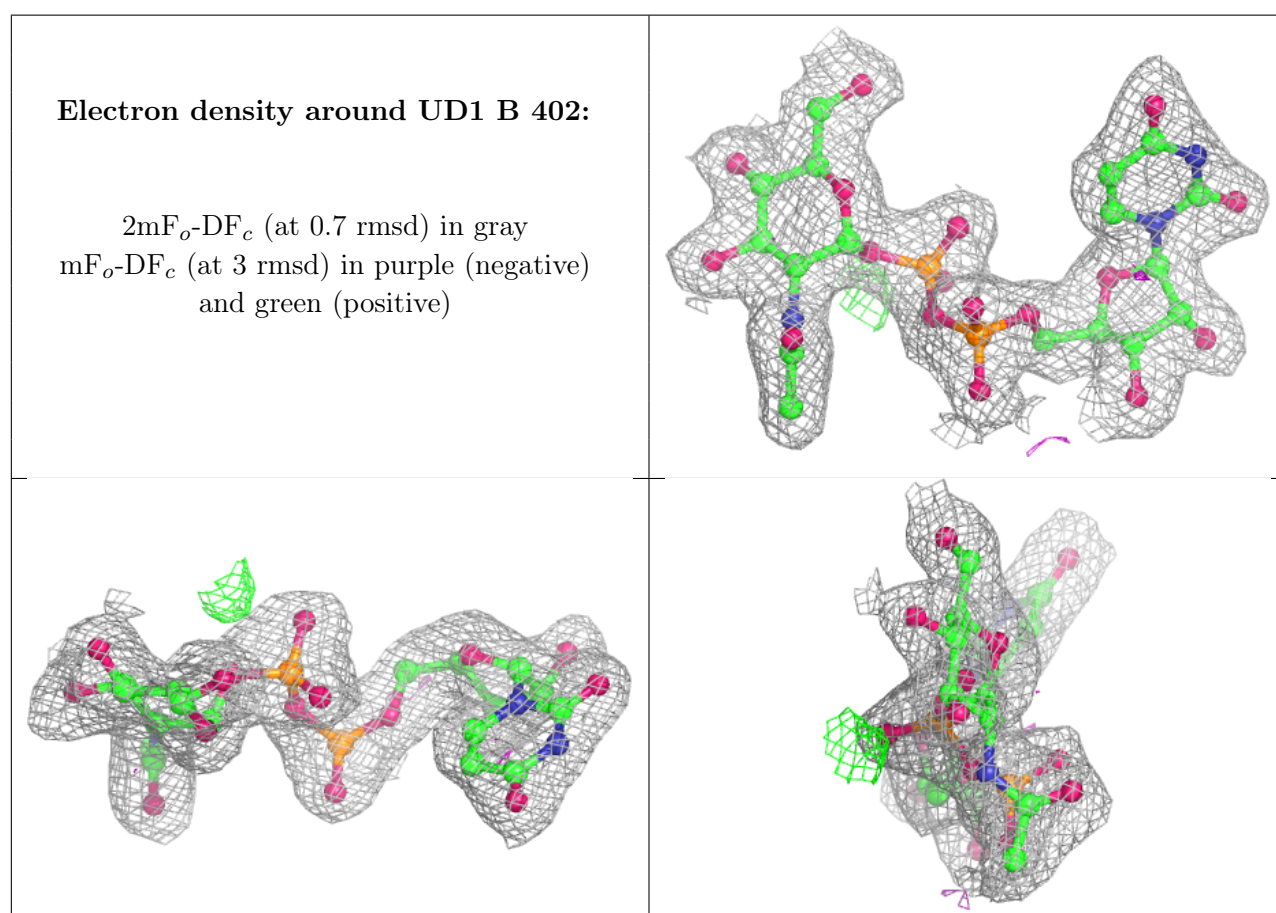 Electron density around UD1 B 402:
2mFo-DFc (at 0.7 rmsd) in gray
mFo-DFc (at 3 rmsd) in purple (negative)
and green (positive)